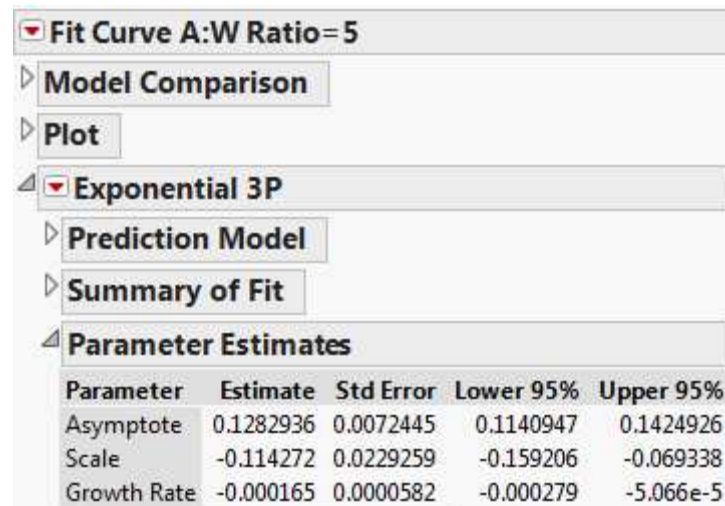 Fit Curve A:W Ratio=5
Model Comparison
Plot
Exponential 3P
Prediction Model
Summary of Fit
Parameter Estimates
Parameter Estimate Std Error Lower 95% Upper 95%
Asymptote 0.1282936 0.0072445 0.1140947 0.1424926
Scale -0.114272 0.0229259 -0.159206 -0.069338
Growth Rate -0.000165 0.0000582 -0.000279 -5.066e-5